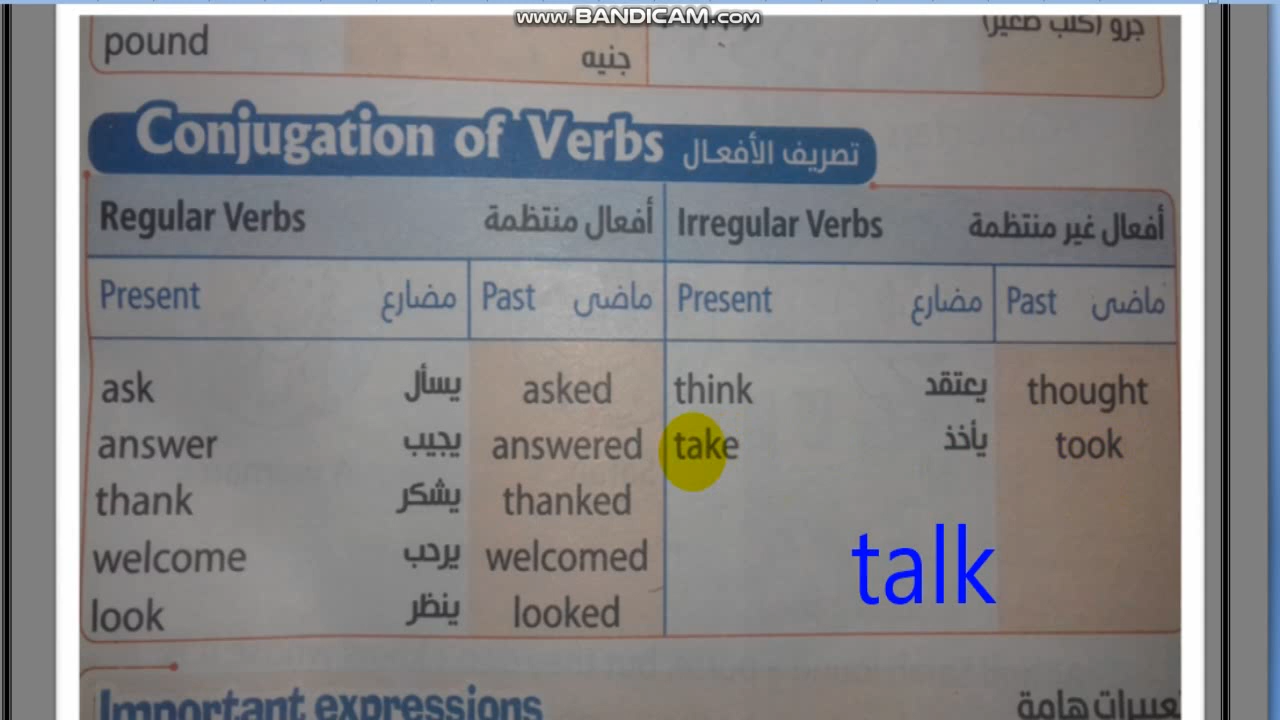 www.BANDICAM.com
جرو (كلب صغير)
pound جنيه
Conjugation of Verbs تصريف الأفعال
Regular Verbs أفعال منتظمة Irregular Verbs أفعال غير منتظمة
Present مضارع Past ماضى Present مضارع Past ماضى
ask يسأل asked think يعتقد thought
answer يجيب answered take يأخذ took
thank يشكر thanked
talk
welcome يرحب welcomed
look ينظر looked
Important expressions تعبيرات هامة